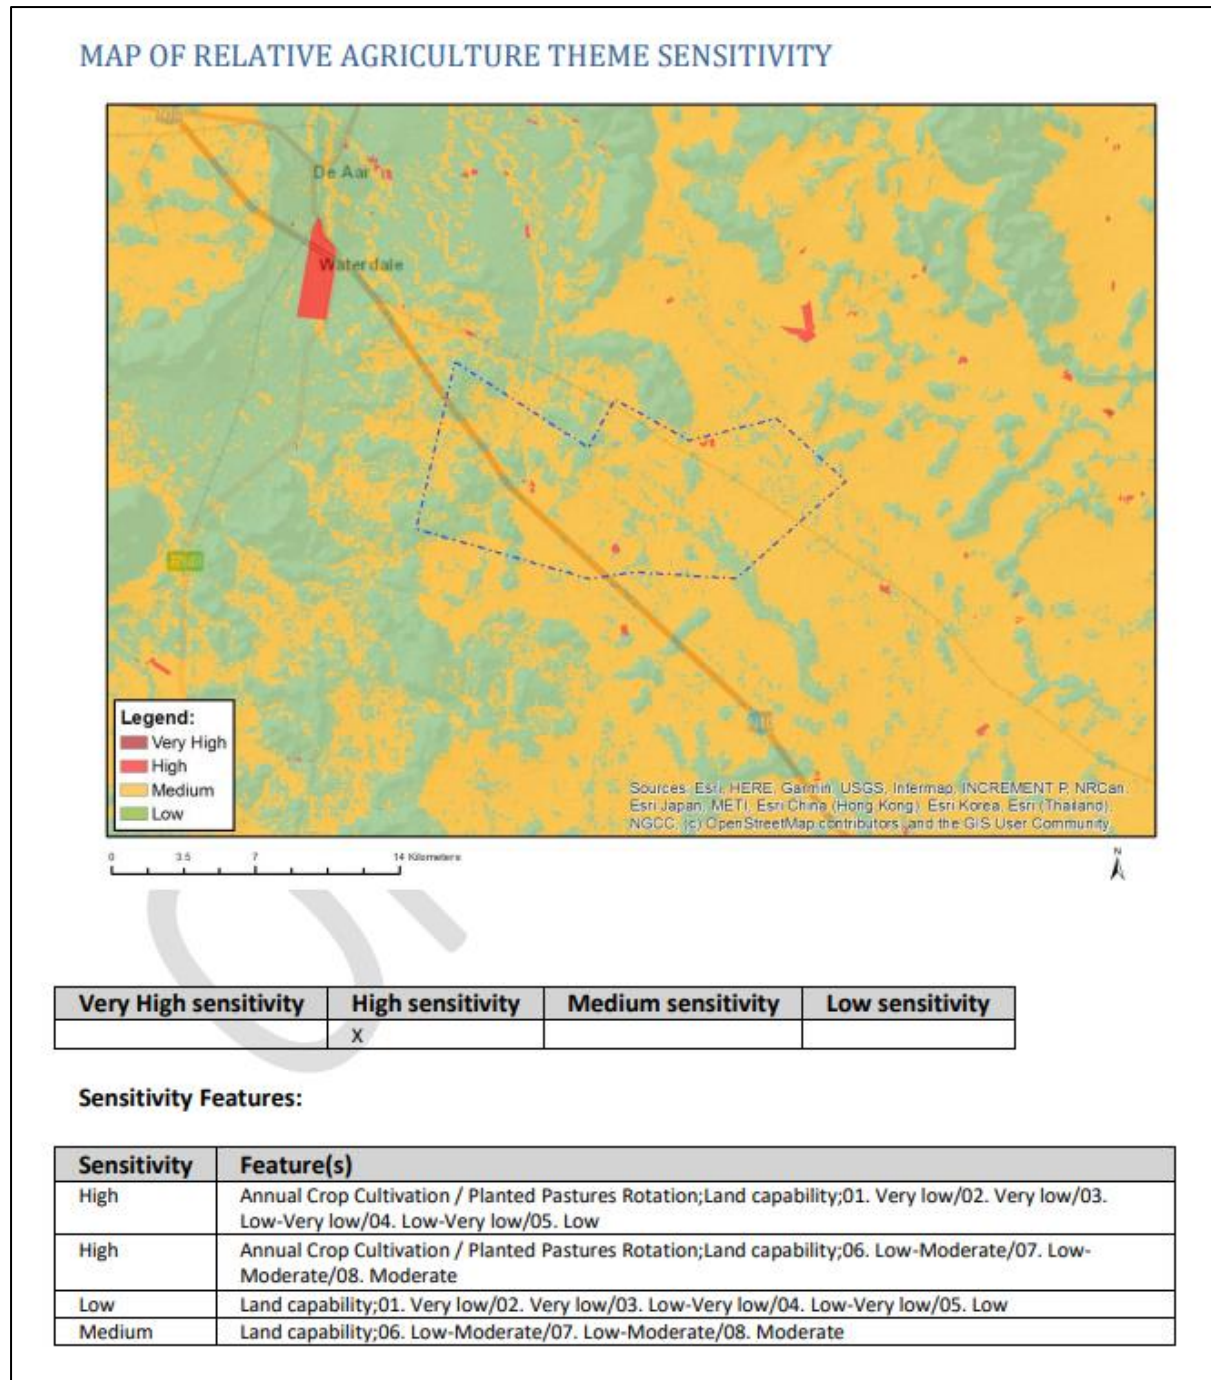 MAP OF RELATIVE AGRICULTURE THEME SENSITIVITY
De Aar
Waterdale
Legend:
Very High
High
Medium
Low
Sources: Esri, HERE, Garmin, USGS, Intermap, INCREMENT P, NRCan,
Esri Japan, METI, Esri China (Hong Kong), Esri Korea, Esri (Thailand),
NGCC, (c) OpenStreetMap contributors, and the GIS User Community
0 3.5 7 14 Kilometers
N
Very High sensitivity High sensitivity Medium sensitivity Low sensitivity
X
Sensitivity Features:
Sensitivity Feature(s)
High Annual Crop Cultivation / Planted Pastures Rotation;Land capability;01. Very low/02. Very low/03.
Low-Very low/04. Low-Very low/05. Low
High Annual Crop Cultivation / Planted Pastures Rotation;Land capability;06. Low-Moderate/07. Low-
Moderate/08. Moderate
Low Land capability;01. Very low/02. Very low/03. Low-Very low/04. Low-Very low/05. Low
Medium Land capability;06. Low-Moderate/07. Low-Moderate/08. Moderate